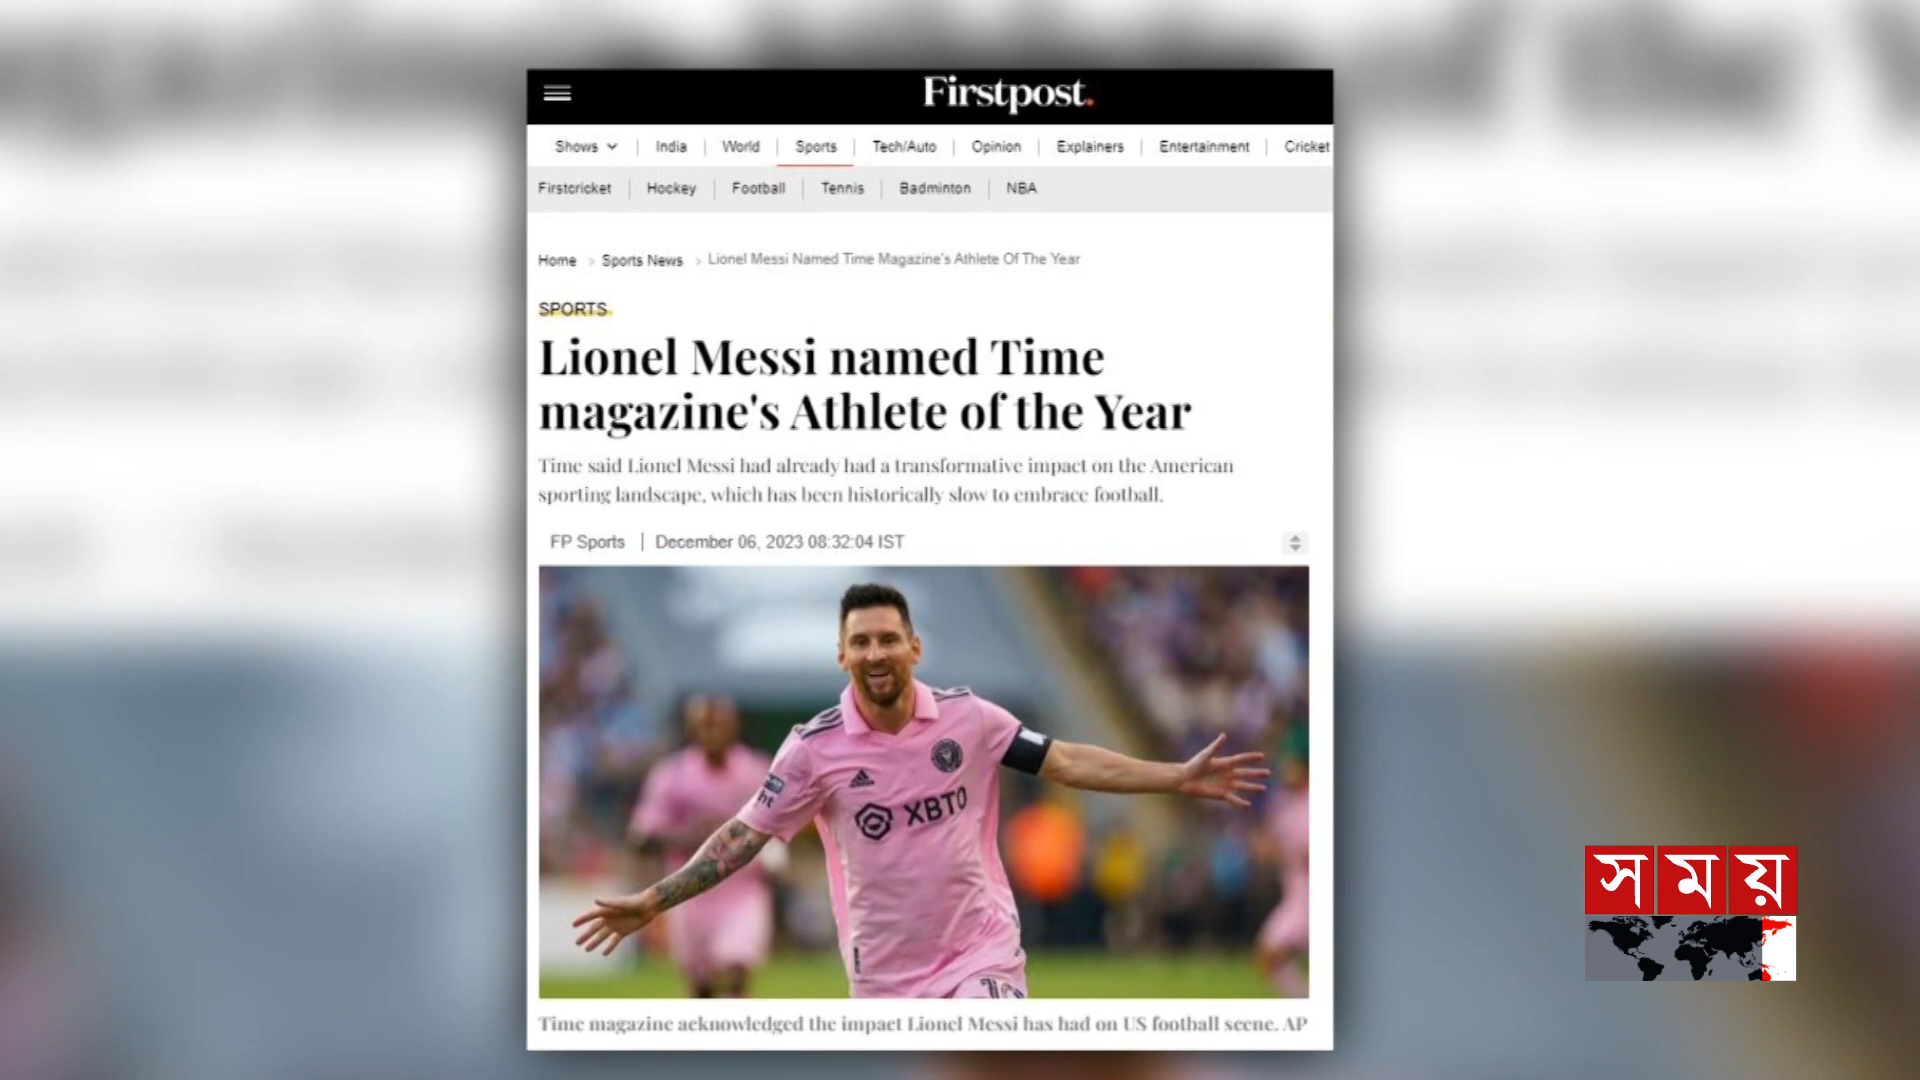 Firstpost.
Shows | India | World | Sports | Tech/Auto | Opinion | Explainers | Entertainment | Cricket
Firstcricket | Hockey | Football | Tennis | Badminton | NBA
Home > Sports News > Lionel Messi Named Time Magazine's Athlete Of The Year
SPORTS
Lionel Messi named Time
magazine's Athlete of the Year
Time said Lionel Messi had already had a transformative impact on the American
sporting landscape, which has been historically slow to embrace football.
FP Sports | December 06, 2023 08:32:04 IST
XBTO
Time magazine acknowledged the impact Lionel Messi has had on US football scene. AP
সময়